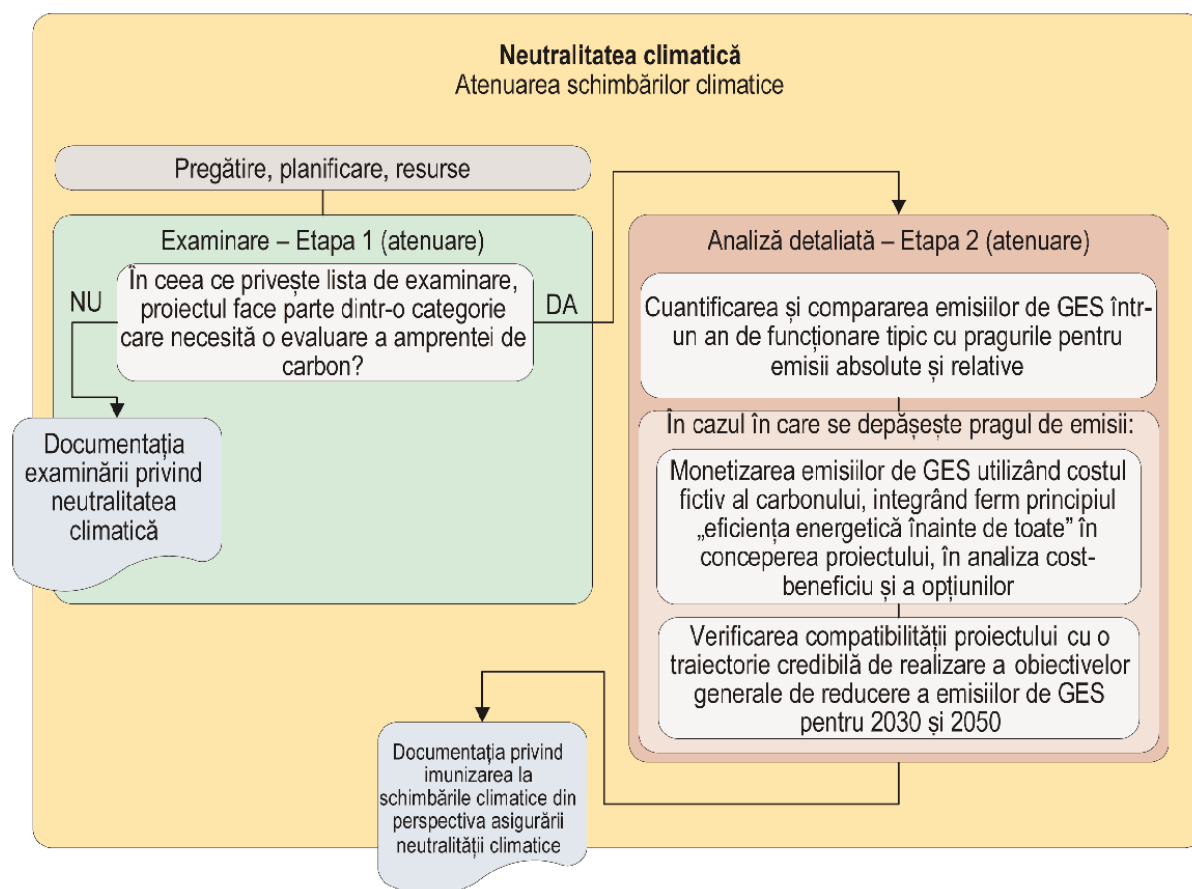 Neutralitatea climatică
Atenuarea schimbărilor climatice
Pregătire, planificare, resurse
Examinare – Etapa 1 (atenuare)
În ceea ce privește lista de examinare,
proiectul face parte dintr-o categorie
care necesită o evaluare a amprentei de
carbon?
NU
DA
Documentația
examinării privind
neutralitatea
climatică
Analiză detaliată – Etapa 2 (atenuare)
Cuantificarea și compararea emisiilor de GES într-
un an de funcționare tipic cu pragurile pentru
emisii absolute și relative
În cazul în care se depășește pragul de emisii:
Monetizarea emisiilor de GES utilizând costul
fictiv al carbonului, integrând ferm principiul
„eficiența energetică înainte de toate” în
conceperea proiectului, în analiza cost-
beneficiu și a opțiunilor
Verificarea compatibilității proiectului cu o
traiectorie credibilă de realizare a obiectivelor
generale de reducere a emisiilor de GES
pentru 2030 și 2050
Documentația privind
imunizarea la
schimbările climatice din
perspectiva asigurării
neutralității climatice